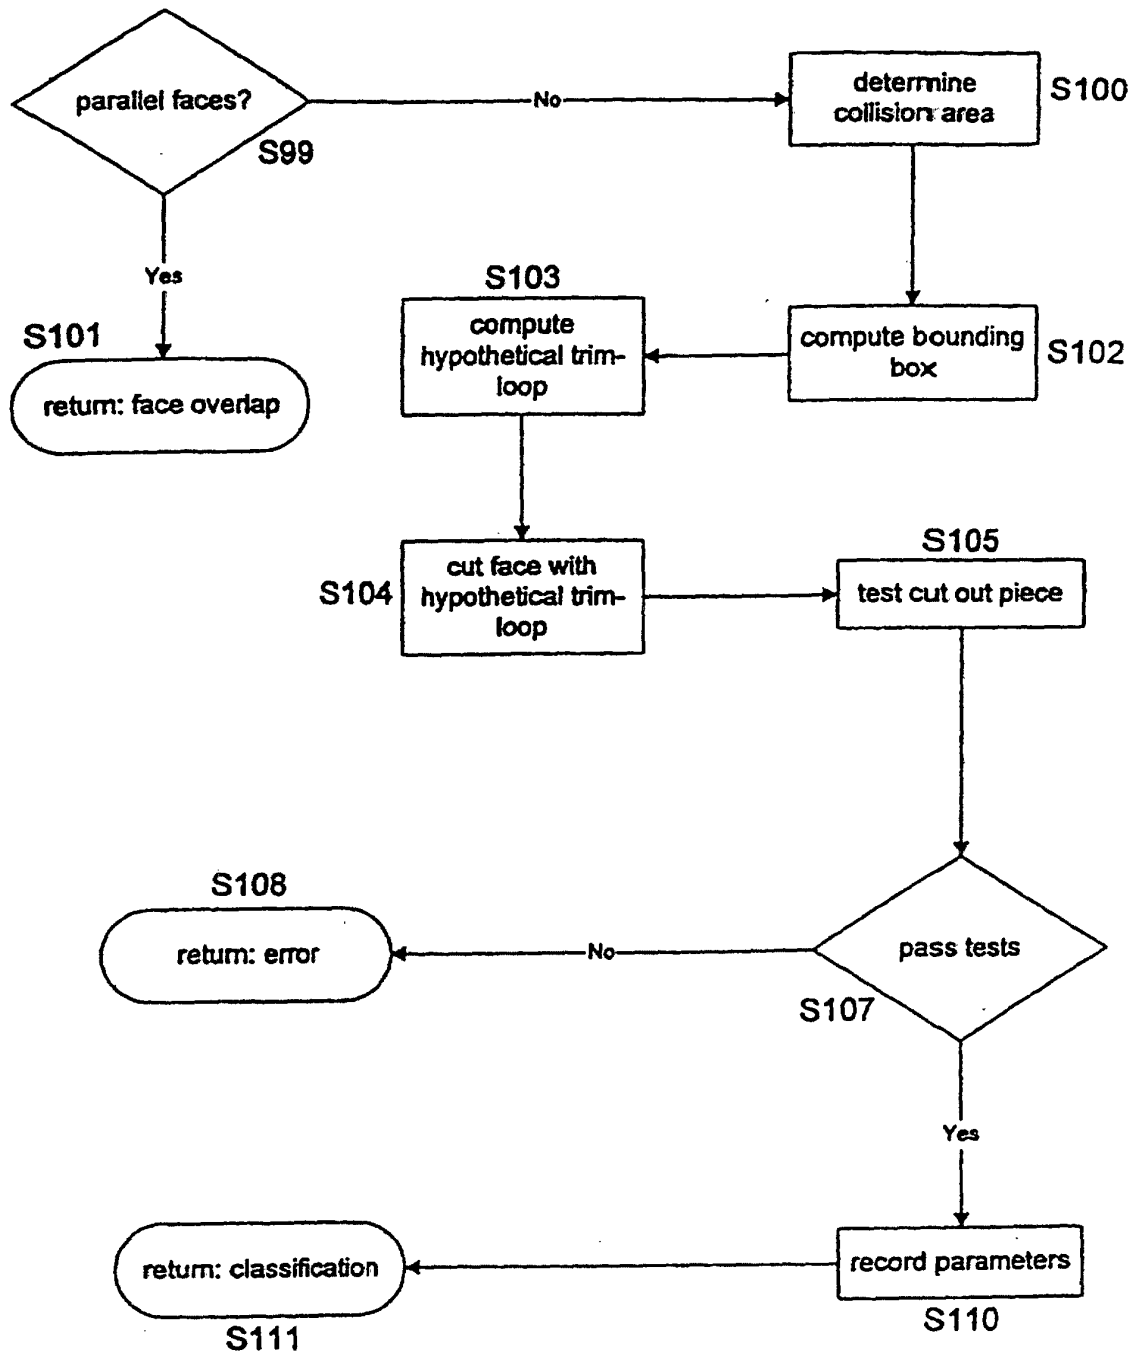 parallel faces?
S99
No
determine
collision area
S100
Yes
S101
return: face overlap
S103
compute
hypothetical trim-
loop
compute bounding
box
S102
S104
cut face with
hypothetical trim-
loop
S105
test cut out piece
S108
return: error
No
pass tests
S107
Yes
return: classification
S111
record parameters
S110